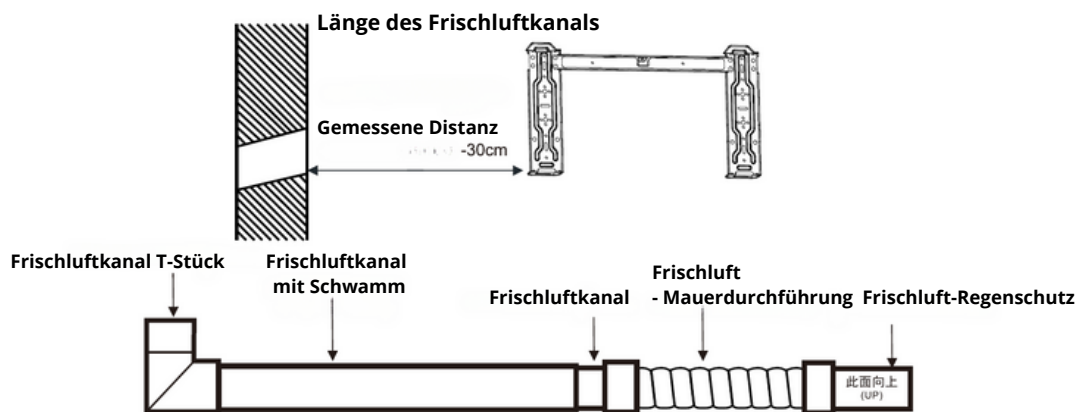 Länge des Frischluftkanals
Gemessene Distanz
-30cm
Frischluftkanal T-Stück
Frischluftkanal
mit Schwamm
Frischluftkanal
Frischluft
- Mauerdurchführung
Frischluft-Regenschutz
此面向上
(UP)